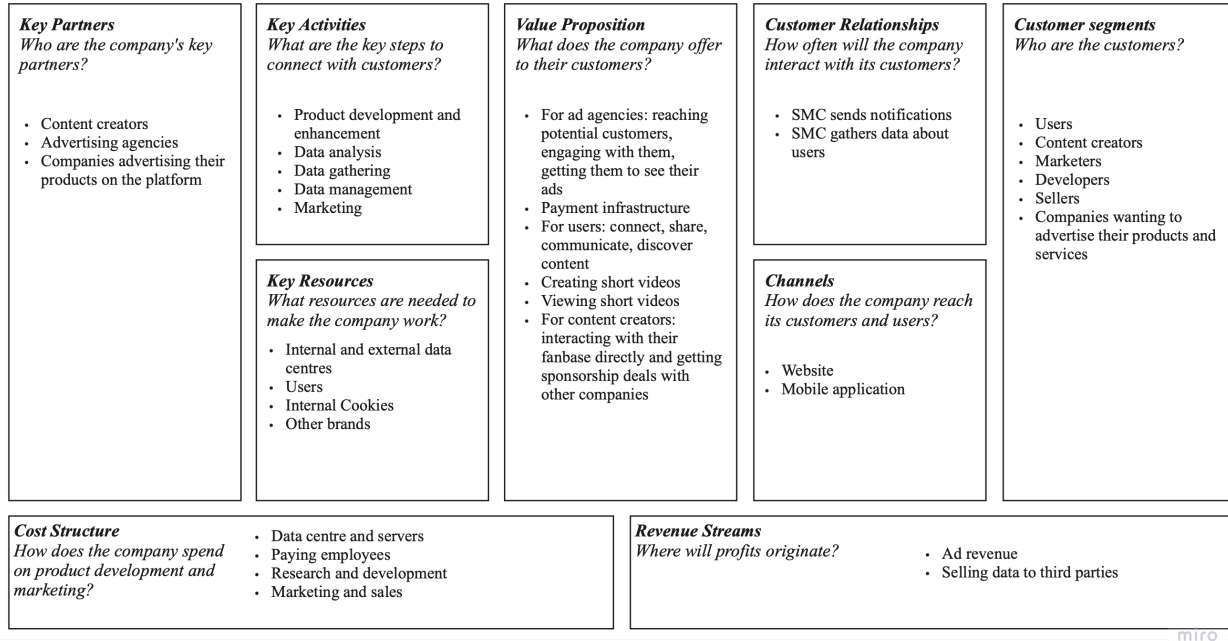 Key Partners
Who are the company's key
partners?
• Content creators
• Advertising agencies
• Companies advertising their
products on the platform
Key Activities
What are the key steps to
connect with customers?
• Product development and
enhancement
• Data analysis
• Data gathering
• Data management
• Marketing
Key Resources
What resources are needed to
make the company work?
• Internal and external data
centres
• Users
• Internal Cookies
• Other brands
Value Proposition
What does the company offer
to their customers?
• For ad agencies: reaching
potential customers,
engaging with them,
getting them to see their
ads
• Payment infrastructure
• For users: connect, share,
communicate, discover
content
• Creating short videos
• Viewing short videos
• For content creators:
interacting with their
fanbase directly and getting
sponsorship deals with
other companies
Customer Relationships
How often will the company
interact with its customers?
• SMC sends notifications
• SMC gathers data about
users
Channels
How does the company reach
its customers and users?
• Website
• Mobile application
Customer segments
Who are the customers?
• Users
• Content creators
• Marketers
• Developers
• Sellers
• Companies wanting to
advertise their products and
services
Cost Structure
How does the company spend
on product development and
marketing?
• Data centre and servers
• Paying employees
• Research and development
• Marketing and sales
Revenue Streams
Where will profits originate?
• Ad revenue
• Selling data to third parties
miro